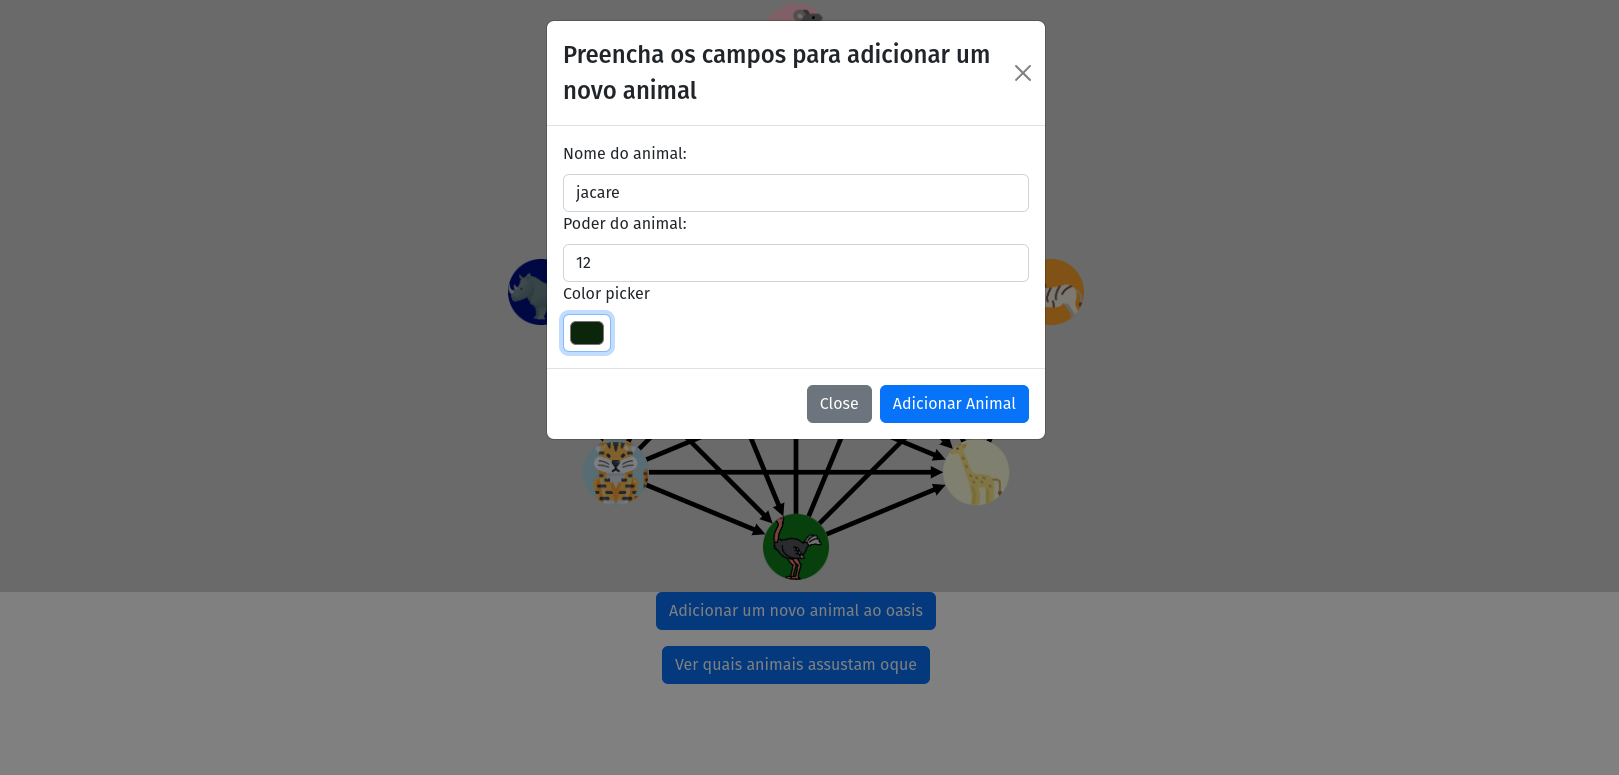 Preencha os campos para adicionar um
novo animal
Nome do animal:
jacare
Poder do animal:
12
Color picker
Close
Adicionar Animal
Adicionar um novo animal ao oasis
Ver quais animais assustam oque